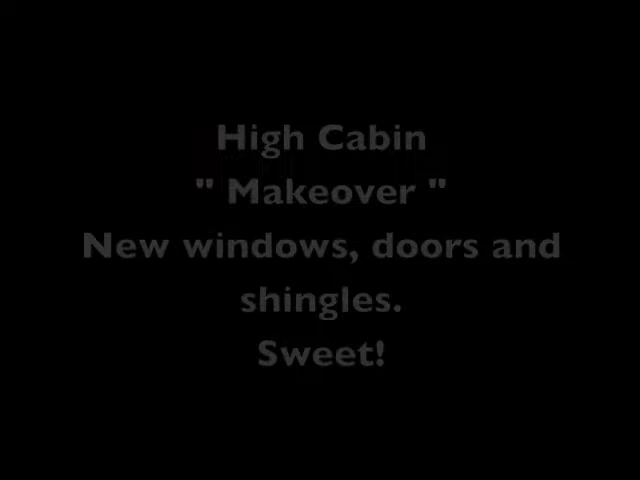 High Cabin
" Makeover "
New windows, doors and
shingles.
Sweet!